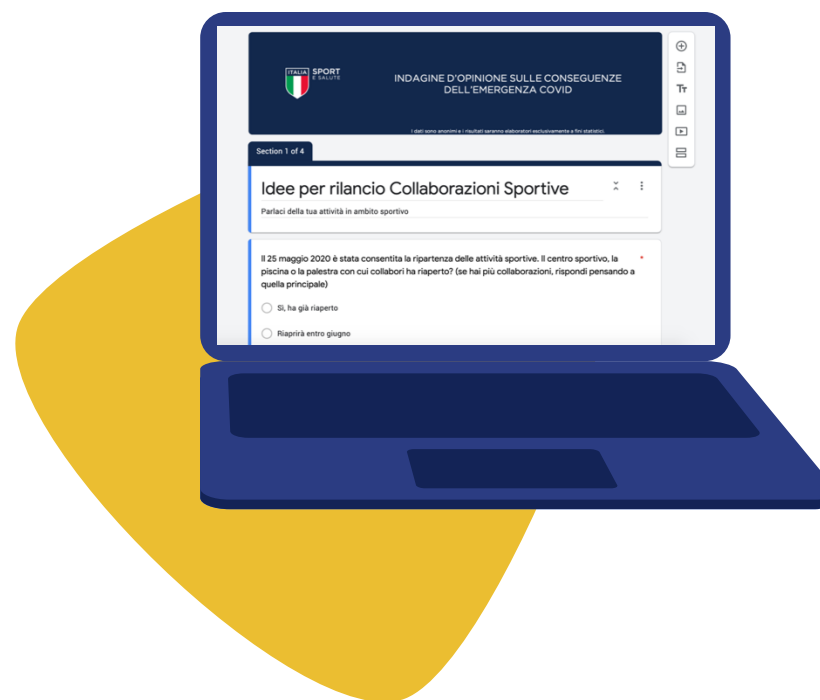 ITALIA
SPORT
E SALUTE
INDAGINE D'OPINIONE SULLE CONSEGUENZE
DELL'EMERGENZA COVID
I dati sono anonimi e i risultati saranno elaborati esclusivamente a fini statistici.
Section 1 of 4
Idee per rilancio Collaborazioni Sportive
Parlaci della tua attività in ambito sportivo
Il 25 maggio 2020 è stata consentita la ripartenza delle attività sportive. Il centro sportivo, la *
piscina o la palestra con cui collabori ha riaperto? (se hai più collaborazioni, rispondi pensando a
quella principale)
Sì, ha già riaperto
Riaprirà entro giugno
Tт